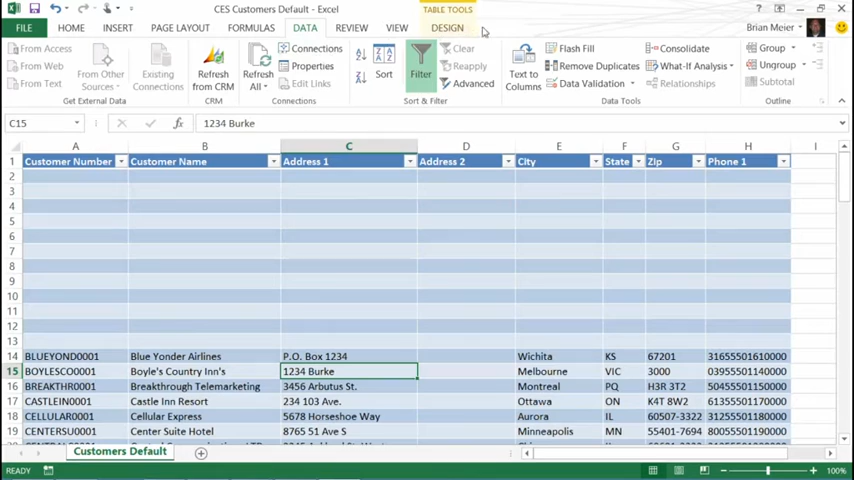 CES Customers Default - Excel
TABLE TOOLS
FILE HOME INSERT PAGE LAYOUT FORMULAS DATA REVIEW VIEW DESIGN Brian Meier
From Access
From Web
From Text
From Other Sources
Existing Connections
Get External Data
Refresh from CRM
CRM
Refresh All
Connections
Properties
Edit Links
Connections
Sort
Filter
Clear
Reapply
Advanced
Sort & Filter
Text to Columns
Flash Fill
Remove Duplicates
Data Validation
Consolidate
What-If Analysis
Relationships
Data Tools
Group
Ungroup
Subtotal
Outline
C15 fx 1234 Burke
A B C D E F G H I
1 Customer Number Customer Name Address 1 Address 2 City State Zip Phone 1
2
3
4
5
6
7
8
9
10
11
12
13
14 BLUEYOND0001 Blue Yonder Airlines P.O. Box 1234 Wichita KS 67201 31655501610000
15 BOYLESCO0001 Boyle's Country Inn's 1234 Burke Melbourne VIC 3000 03955501140000
16 BREAKTHR0001 Breakthrough Telemarketing 3456 Arbutus St. Montreal PQ H3R 3T2 50455501230000
17 CASTLEIN0001 Castle Inn Resort 234 103 Ave. Ottawa ON K4T 8W2 61355501170000
18 CELLULAR0001 Cellular Express 5678 Horseshoe Way Aurora IL 60507-3322 31255501180000
19 CENTERSU0001 Center Suite Hotel 8765 51 Ave S Minneapolis MN 55401-7694 80055501190000
Customers Default
READY 100%